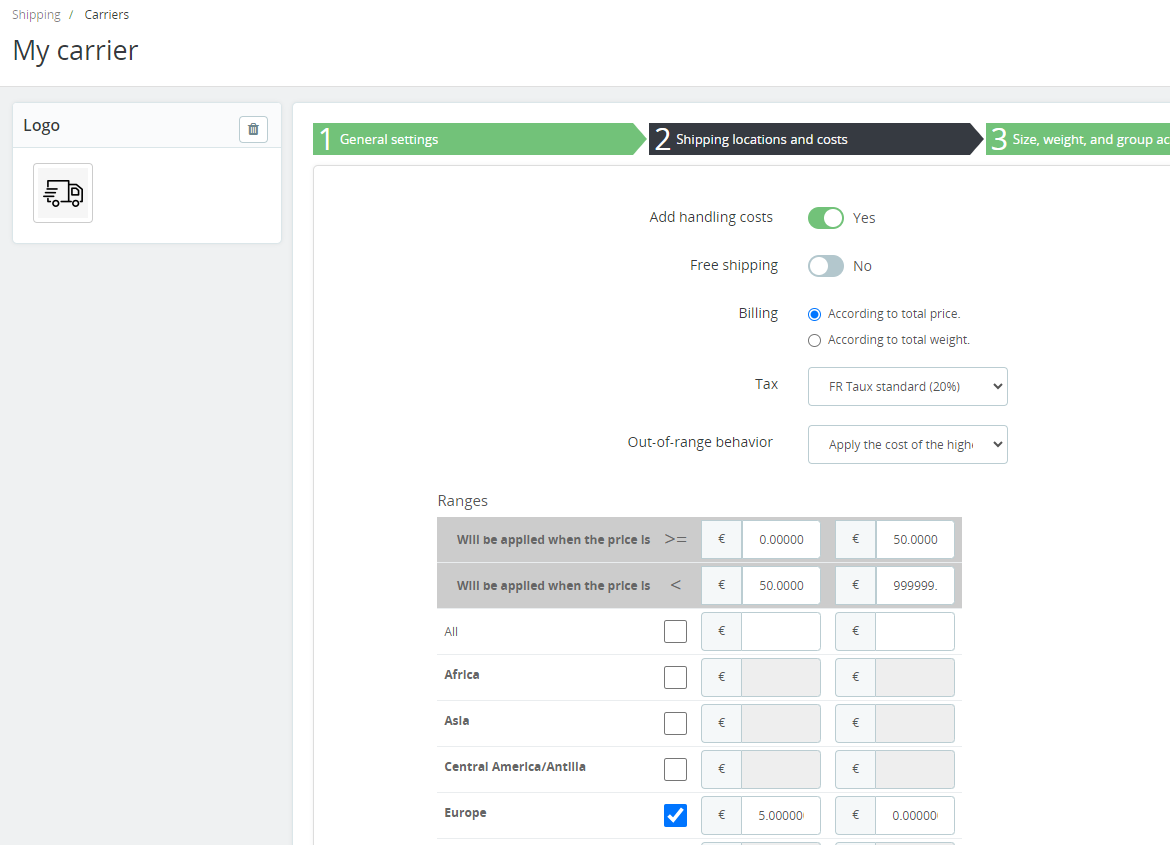 Shipping / Carriers
My carrier
Logo
1 General settings
2 Shipping locations and costs
3 Size, weight, and group ac
Add handling costs Yes
Free shipping No
Billing According to total price.
According to total weight.
Tax FR Taux standard (20%)
Out-of-range behavior Apply the cost of the high
Ranges
Will be applied when the price is >= € 0.00000 € 50.0000
Will be applied when the price is < € 50.0000 € 999999.
All € €
Africa € €
Asia € €
Central America/Antilla € €
Europe € 5.00000 € 0.00000